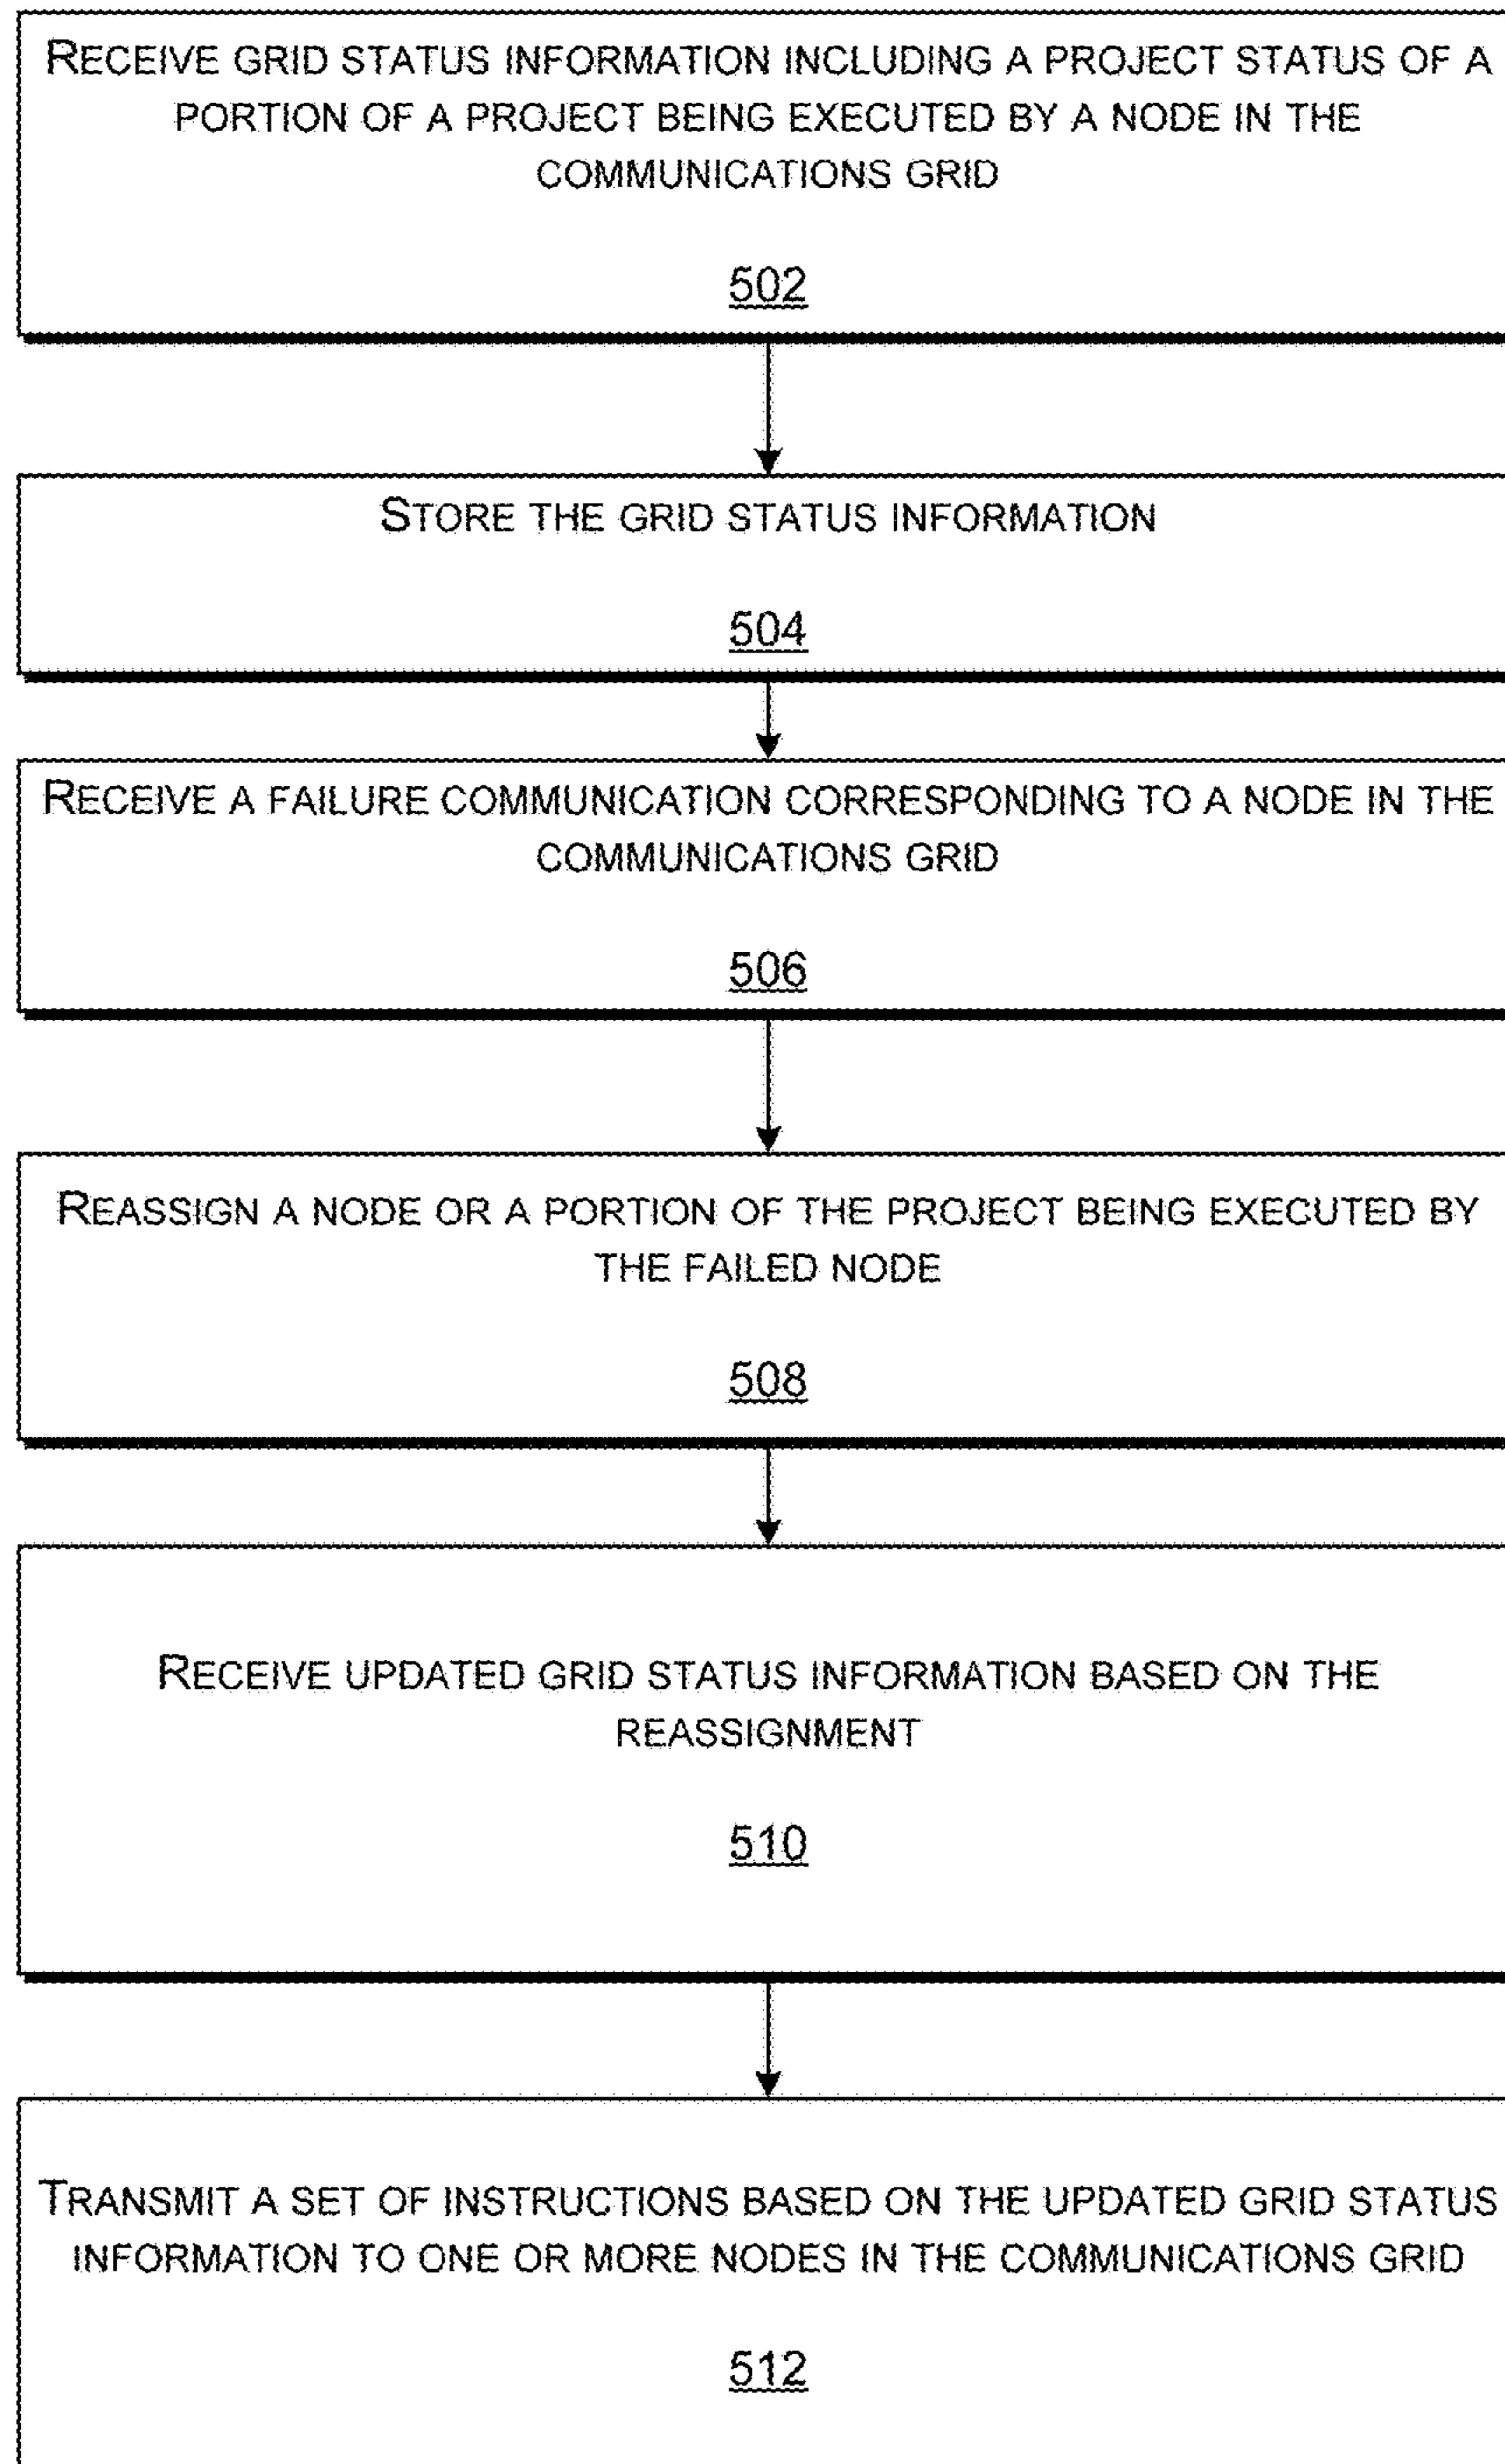 RECEIVE GRID STATUS INFORMATION INCLUDING A PROJECT STATUS OF A
PORTION OF A PROJECT BEING EXECUTED BY A NODE IN THE
COMMUNICATIONS GRID
502
STORE THE GRID STATUS INFORMATION
504
RECEIVE A FAILURE COMMUNICATION CORRESPONDING TO A NODE IN THE
COMMUNICATIONS GRID
506
REASSIGN A NODE OR A PORTION OF THE PROJECT BEING EXECUTED BY
THE FAILED NODE
508
RECEIVE UPDATED GRID STATUS INFORMATION BASED ON THE
REASSIGNMENT
510
TRANSMIT A SET OF INSTRUCTIONS BASED ON THE UPDATED GRID STATUS
INFORMATION TO ONE OR MORE NODES IN THE COMMUNICATIONS GRID
512